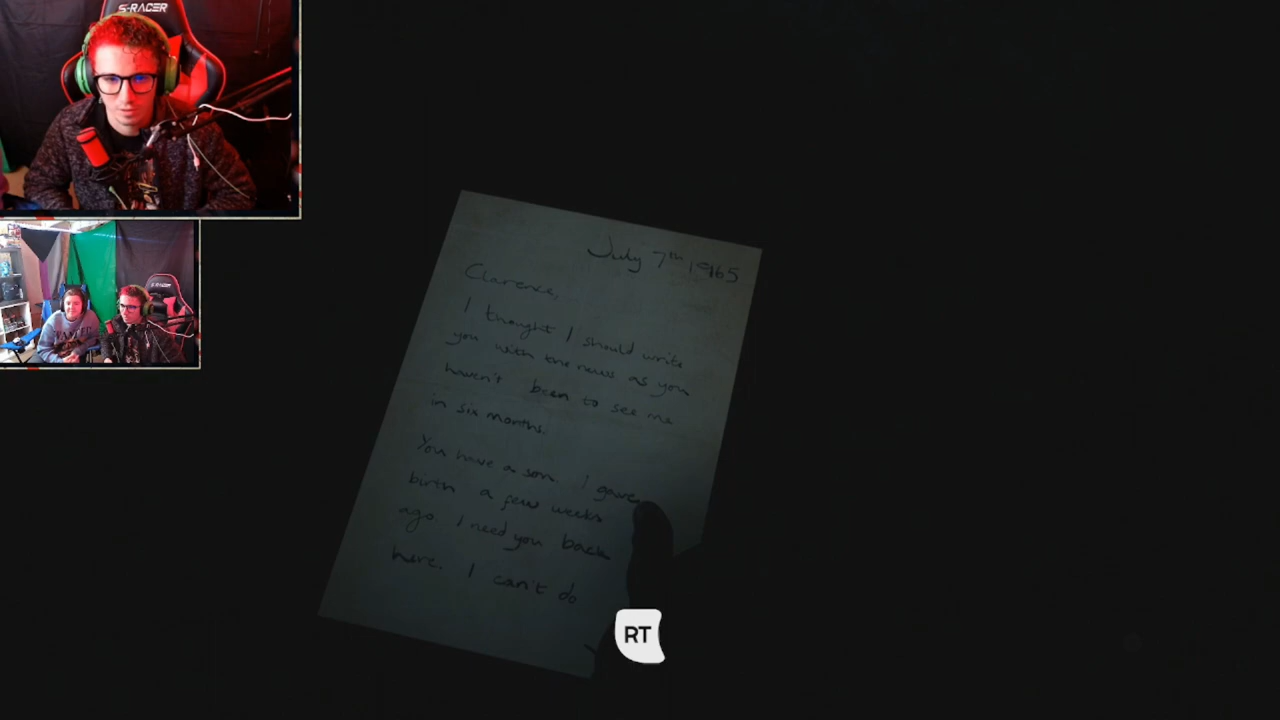 S-RACER
July 7th 1965
Clarence,
I thought I should write
you with the news as you
haven't been to see me
in six months.
You have a son. I gave
birth a few weeks
ago. I need you back
here. I can't do
RT